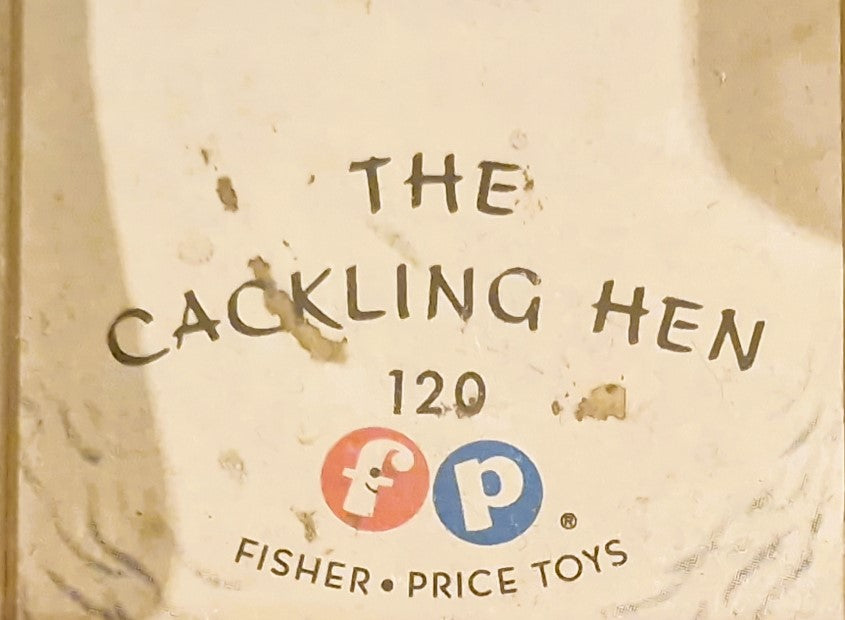 THE
CACKLING HEN
120
fp®
FISHER•PRICE TOYS